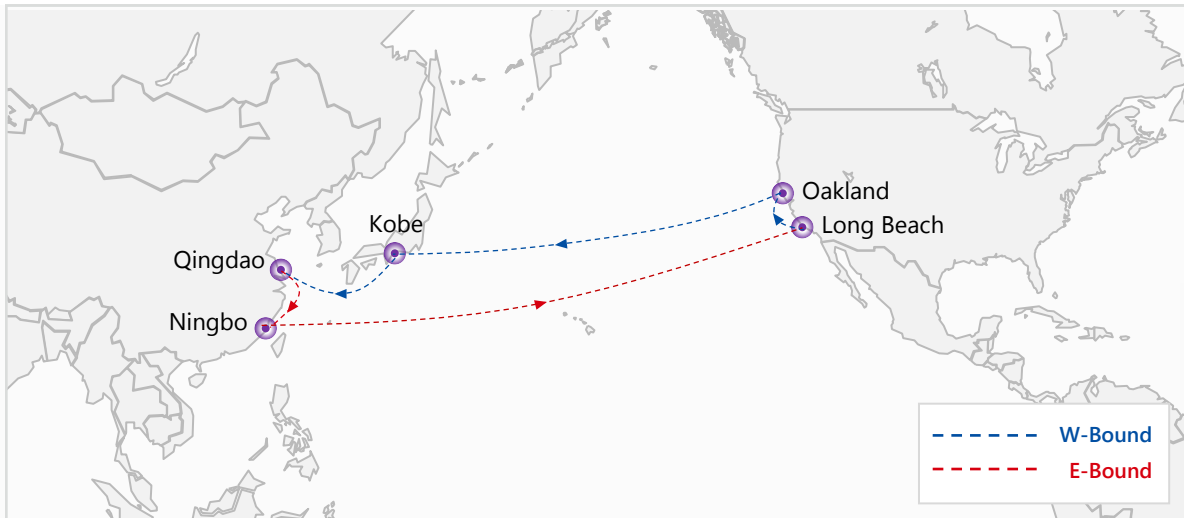 Oakland
Long Beach
Kobe
Qingdao
Ningbo
W-Bound
E-Bound